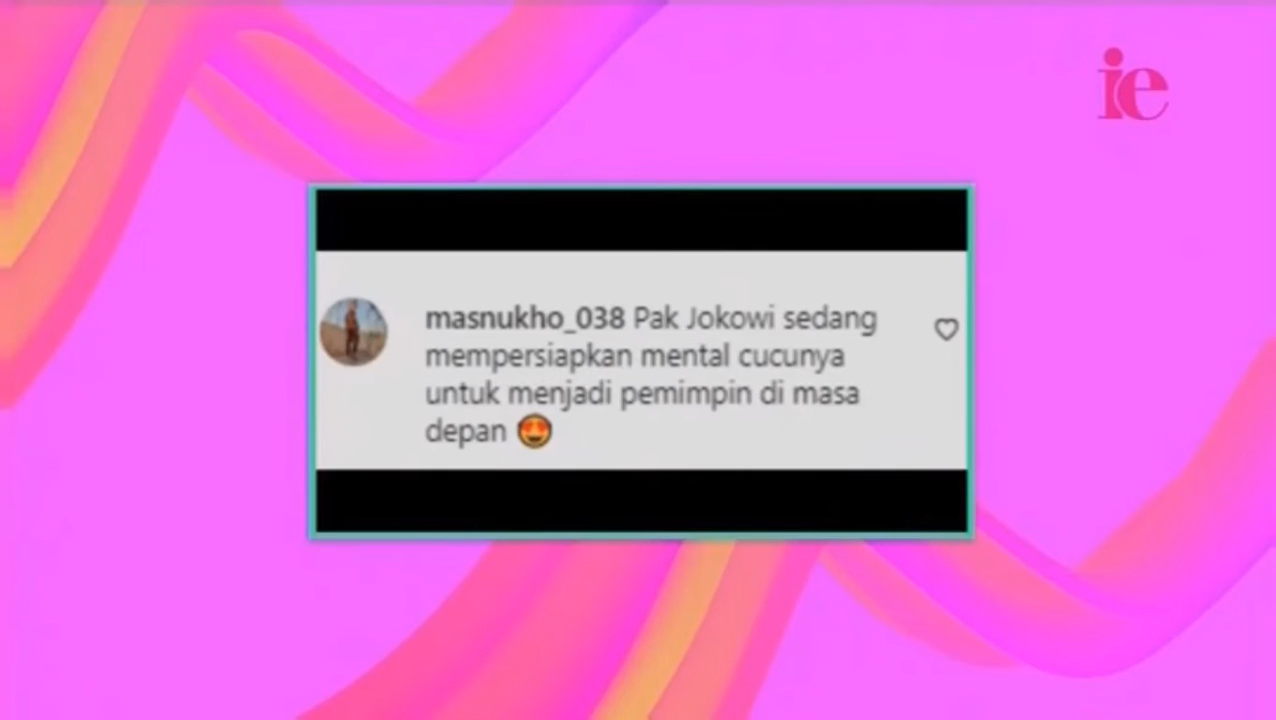 ie
masnukho_038 Pak Jokowi sedang
mempersiapkan mental cucunya
untuk menjadi pemimpin di masa
depan 😍